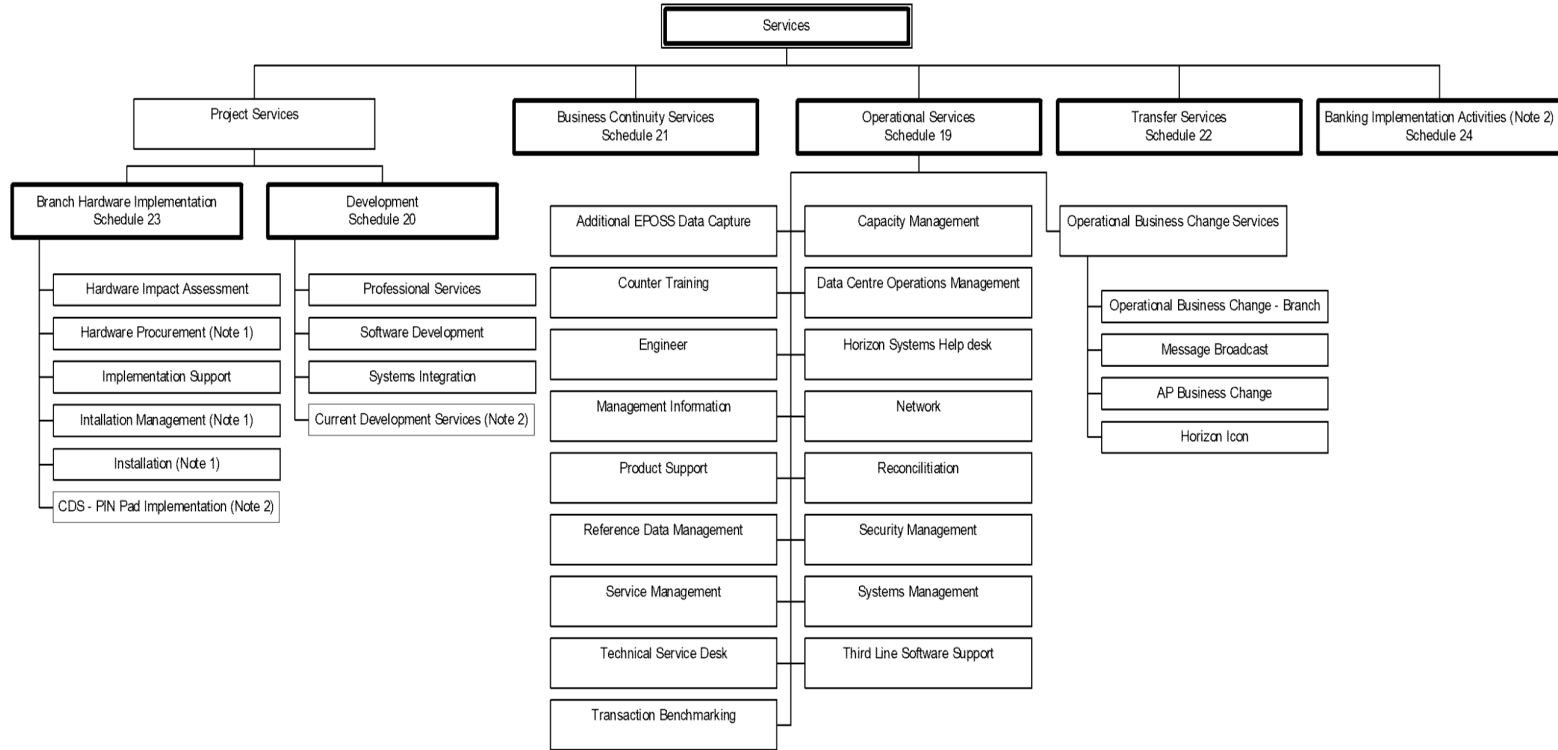 Services
Project Services
Business Continuity Services
Schedule 21
Operational Services
Schedule 19
Transfer Services
Schedule 22
Banking Implementation Activities (Note 2)
Schedule 24
Branch Hardware Implementation
Schedule 23
Development
Schedule 20
Hardware Impact Assessment
Hardware Procurement (Note 1)
Implementation Support
Intallation Management (Note 1)
Installation (Note 1)
CDS - PIN Pad Implementation (Note 2)
Professional Services
Software Development
Systems Integration
Current Development Services (Note 2)
Additional EPOSS Data Capture
Capacity Management
Counter Training
Data Centre Operations Management
Engineer
Horizon Systems Help desk
Management Information
Network
Product Support
Reconcilitiation
Reference Data Management
Security Management
Service Management
Systems Management
Technical Service Desk
Third Line Software Support
Transaction Benchmarking
Operational Business Change Services
Operational Business Change - Branch
Message Broadcast
AP Business Change
Horizon Icon